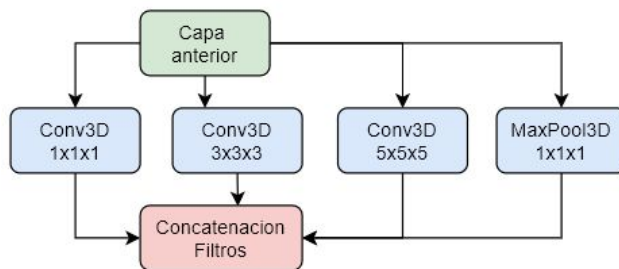 Capa
anterior
Conv3D
1x1x1
Conv3D
3x3x3
Conv3D
5x5x5
MaxPool3D
1x1x1
Concatenacion
Filtros